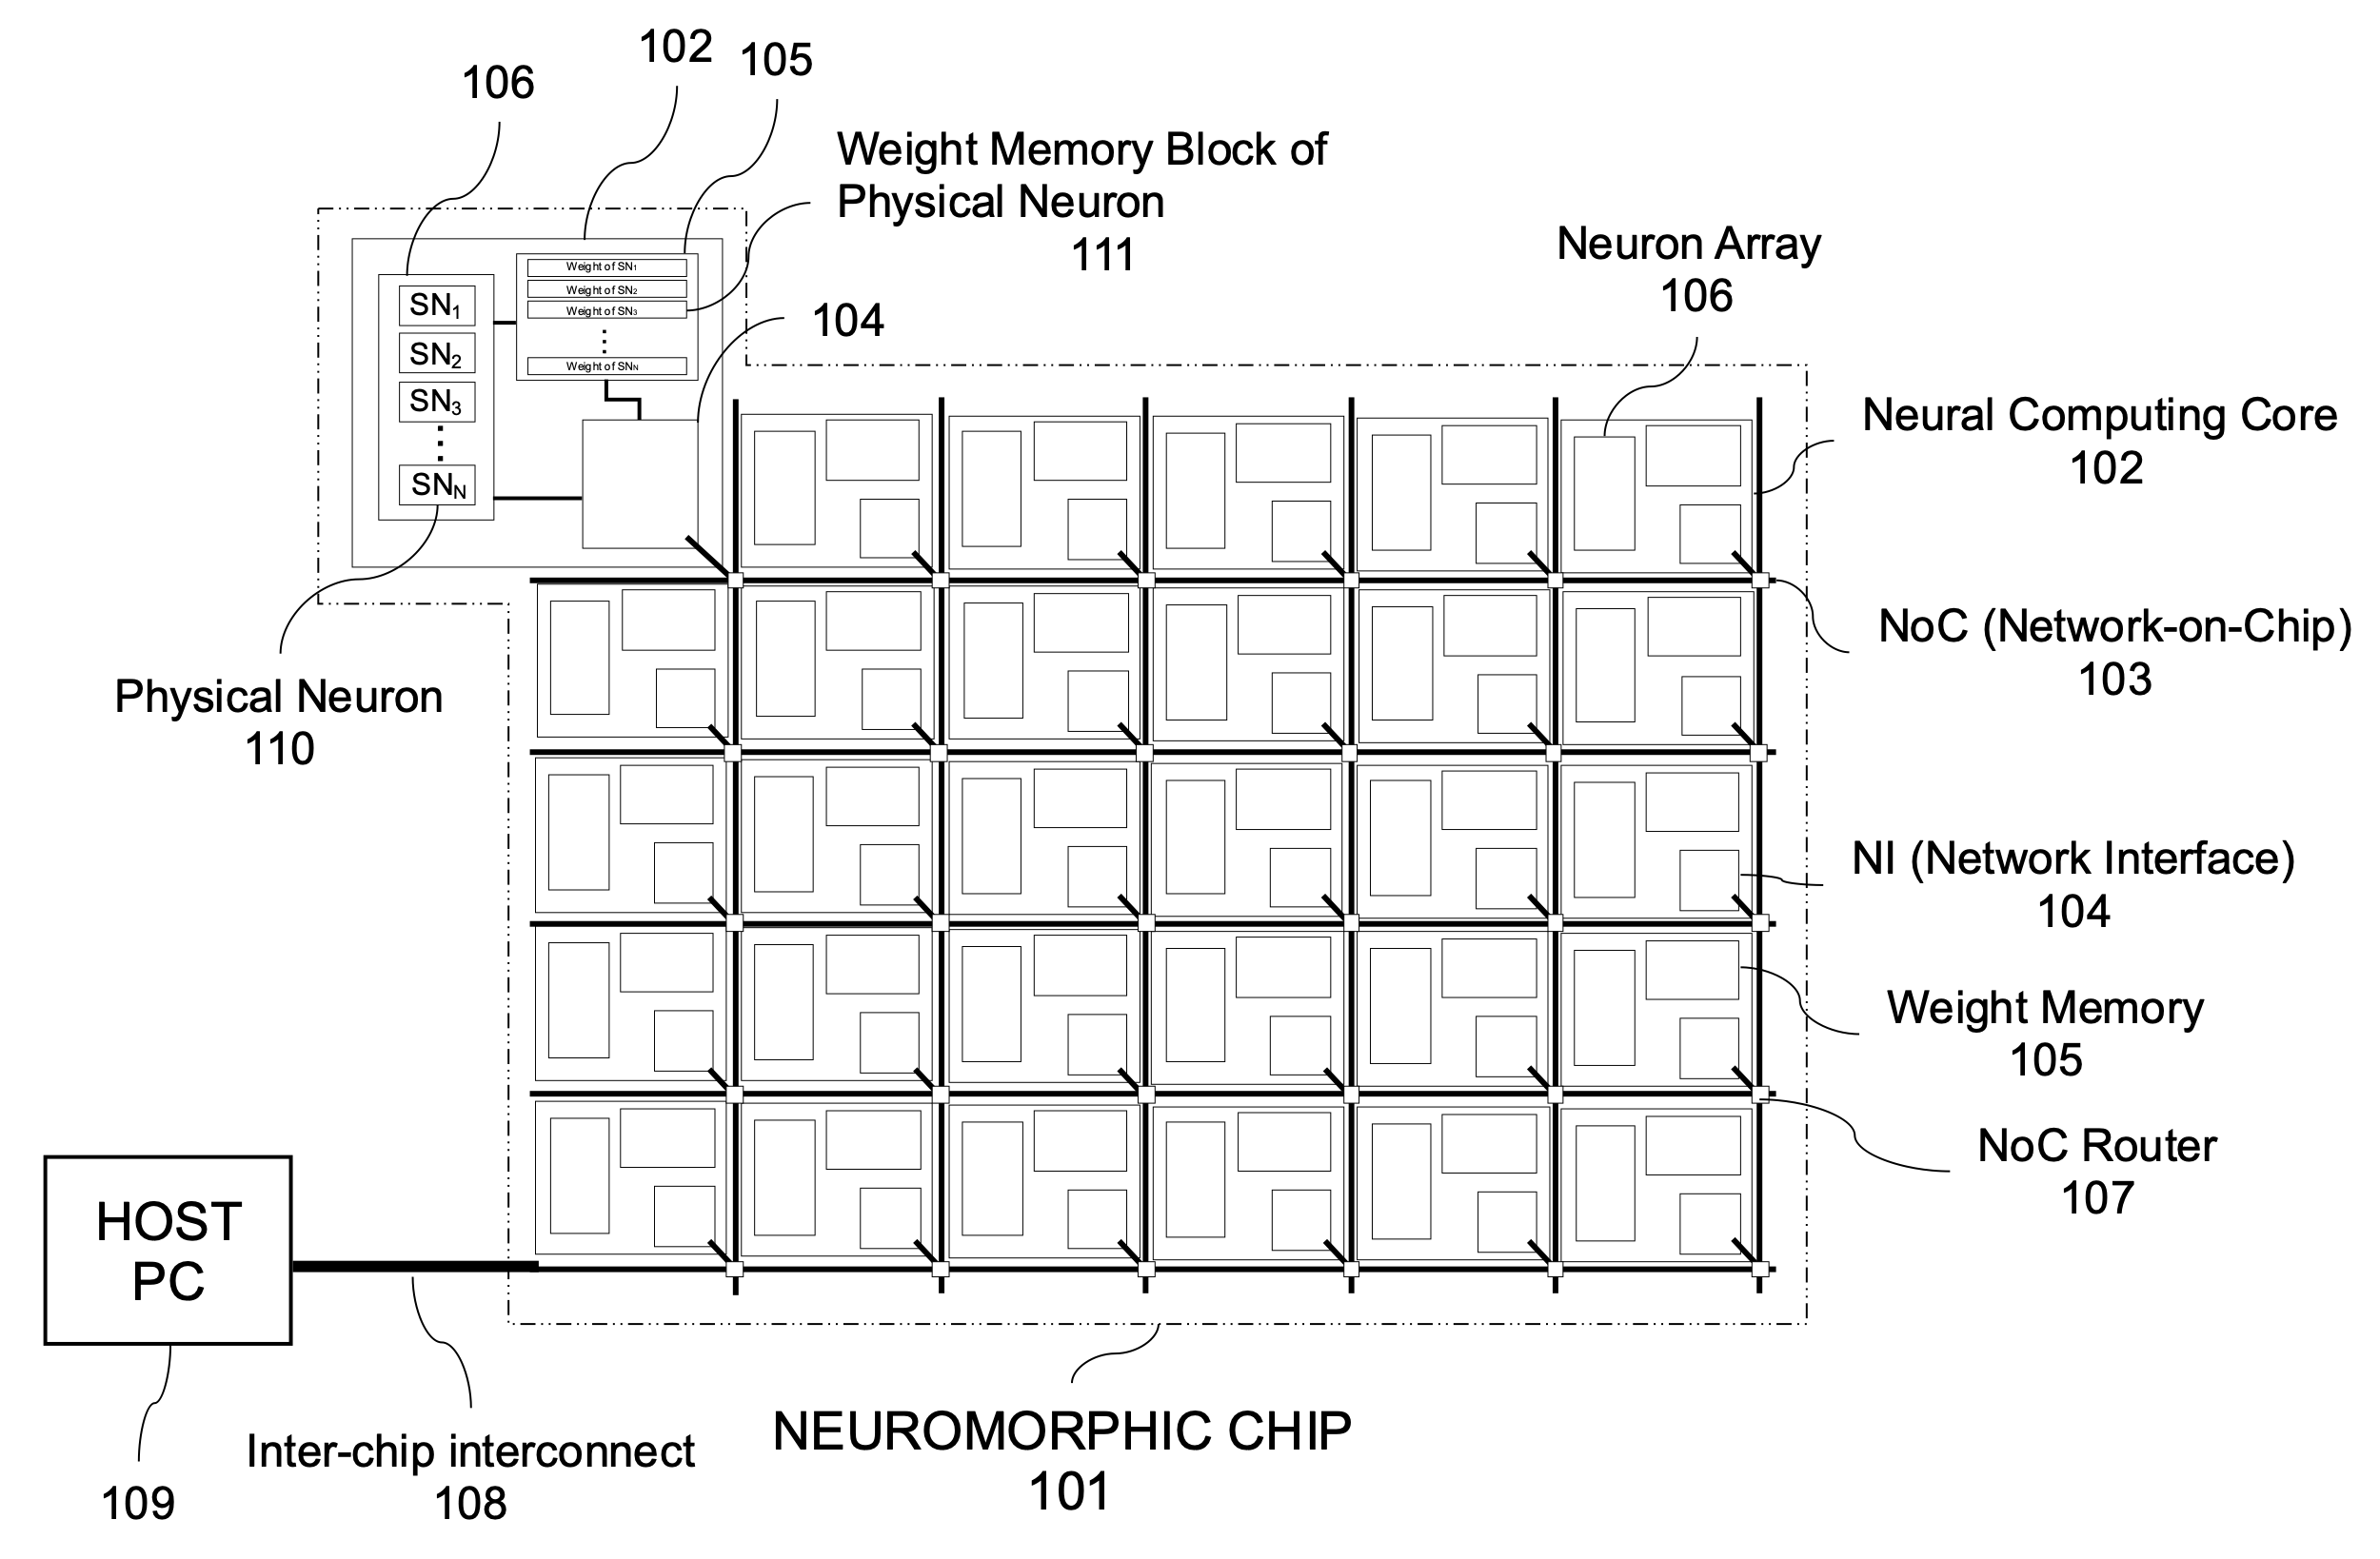 102
105
106
Weight Memory Block of
Physical Neuron
111
Neuron Array
106
Weight of SN1
Weight of SN2
Weight of SN3
Weight of SNN
SN1
SN2
SN3
SNN
104
Neural Computing Core
102
NoC (Network-on-Chip)
103
Physical Neuron
110
NI (Network Interface)
104
Weight Memory
105
NoC Router
107
HOST
PC
NEUROMORPHIC CHIP
101
Inter-chip interconnect
108
109